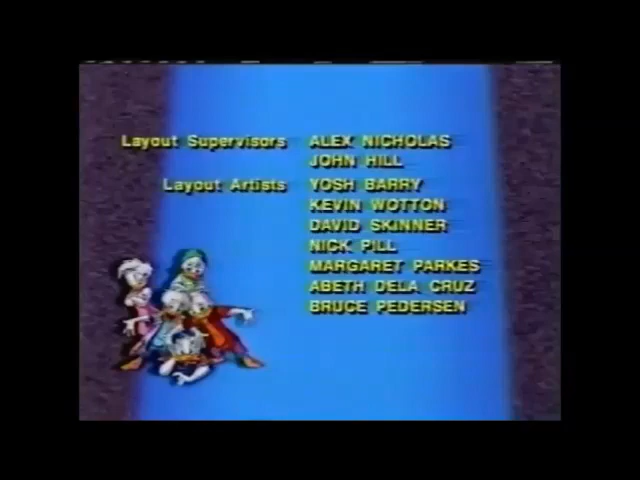 Layout Supervisors ALEX NICHOLAS
JOHN HILL
Layout Artists YOSH BARRY
KEVIN WOTTON
DAVID SKINNER
NICK PILL
MARGARET PARKES
ABETH DELA CRUZ
BRUCE PEDERSEN